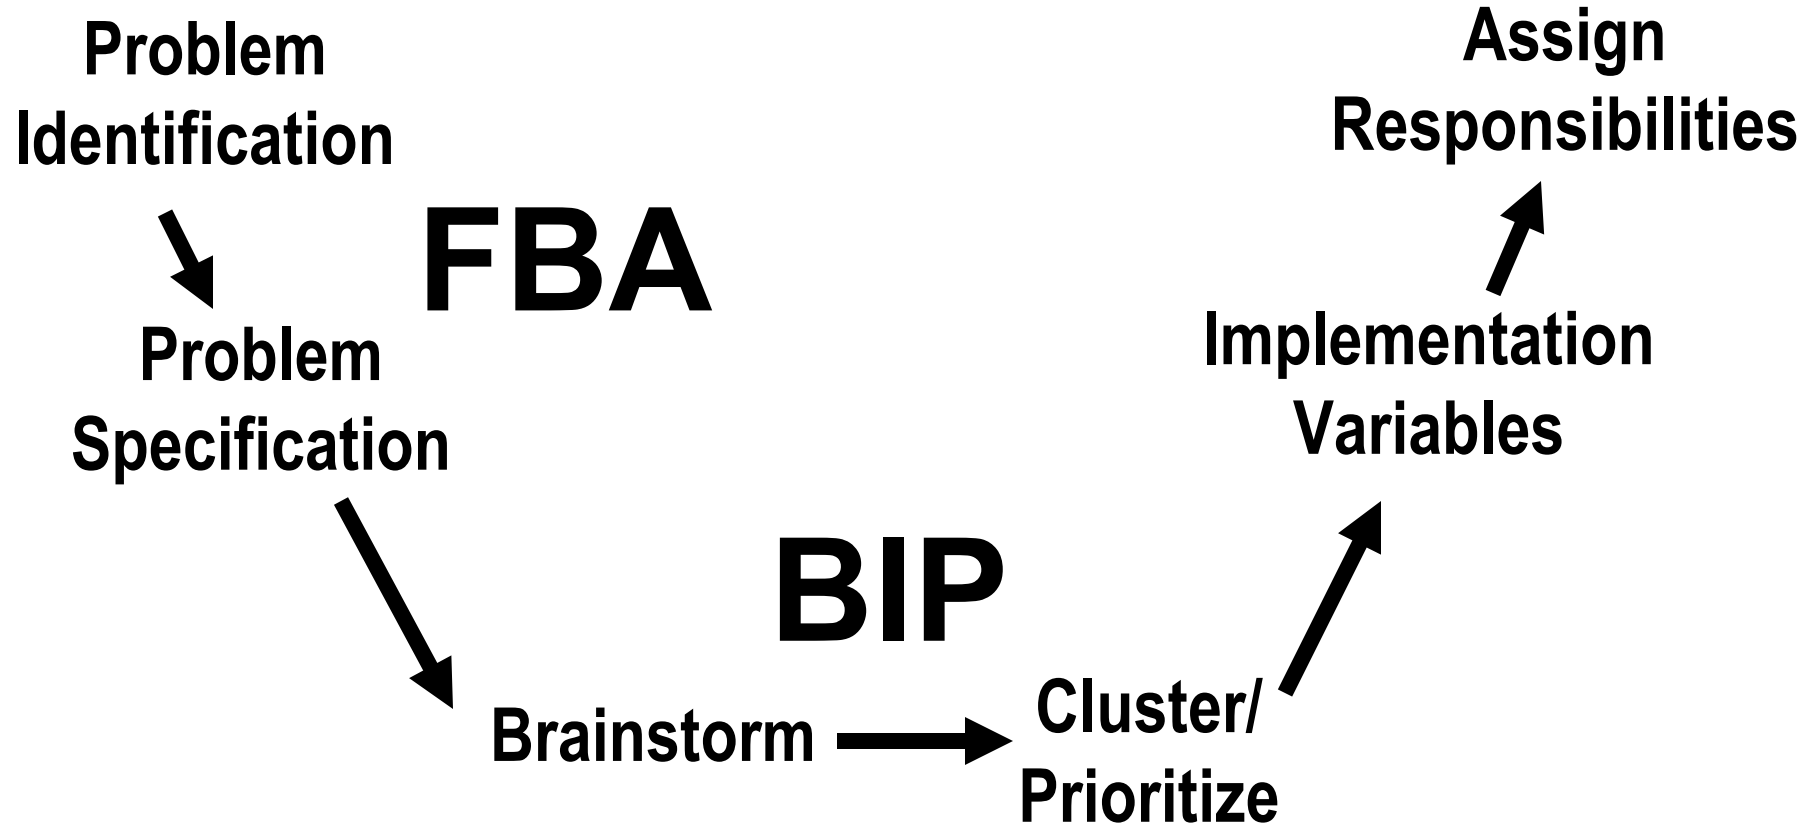 Problem
Identification
FBA
Problem
Specification
BIP
Brainstorm
Cluster/
Prioritize
Implementation
Variables
Assign
Responsibilities